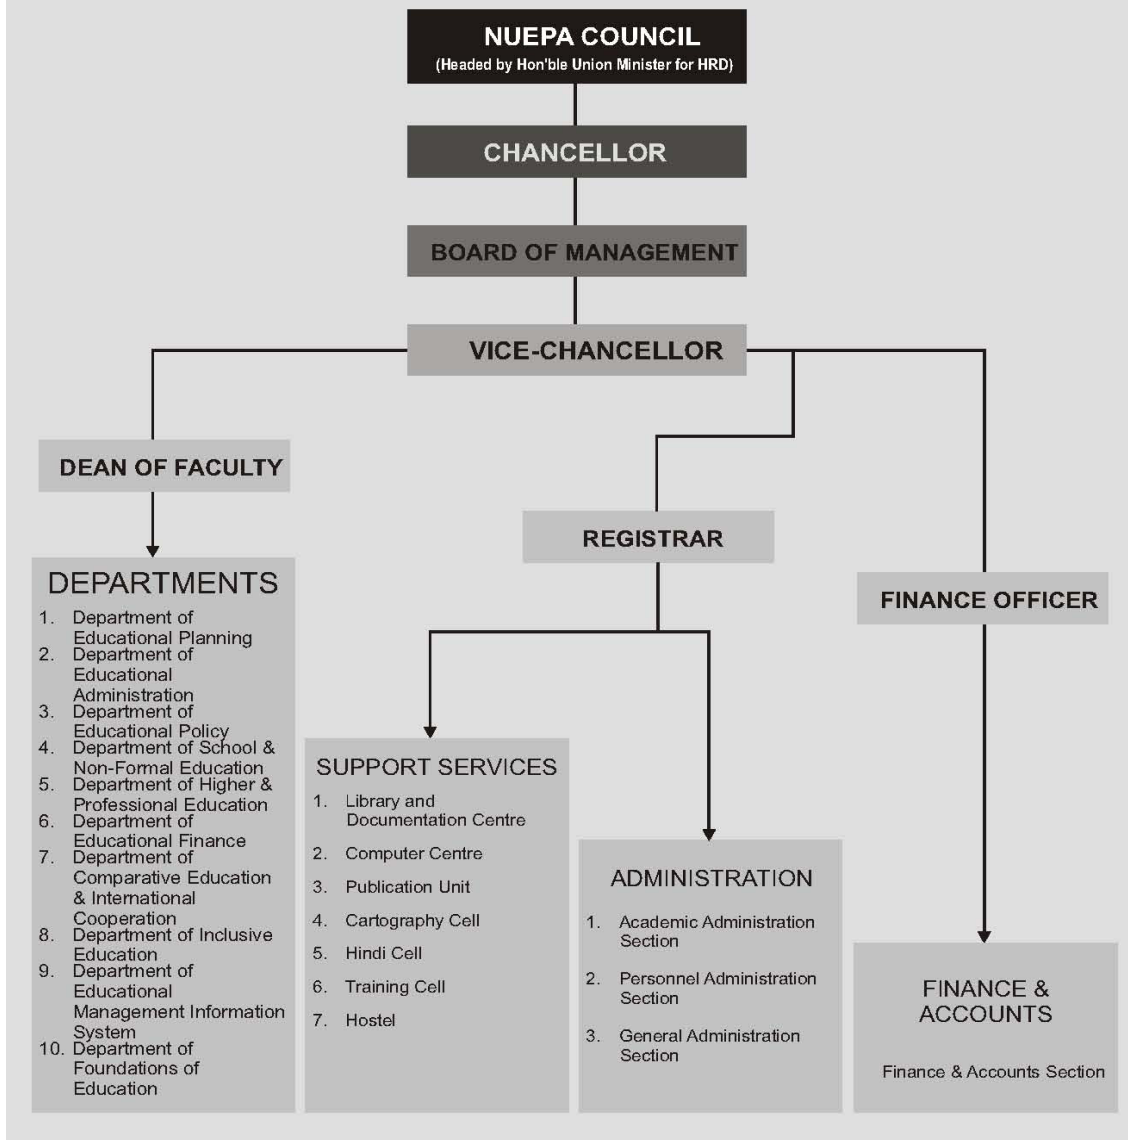 NUEPA COUNCIL
(Headed by Hon'ble Union Minister for HRD)
CHANCELLOR
BOARD OF MANAGEMENT
VICE-CHANCELLOR
DEAN OF FACULTY
REGISTRAR
FINANCE OFFICER
DEPARTMENTS
1. Department of
Educational Planning
2. Department of
Educational
Administration
3. Department of
Educational Policy
4. Department of School &
Non-Formal Education
5. Department of Higher &
Professional Education
6. Department of
Educational Finance
7. Department of
Comparative Education
& International
Cooperation
8. Department of Inclusive
Education
9. Department of
Educational
Management Information
System
10. Department of
Foundations of
Education
SUPPORT SERVICES
1. Library and
Documentation Centre
2. Computer Centre
3. Publication Unit
4. Cartography Cell
5. Hindi Cell
6. Training Cell
7. Hostel
ADMINISTRATION
1. Academic Administration
Section
2. Personnel Administration
Section
3. General Administration
Section
FINANCE &
ACCOUNTS
Finance & Accounts Section